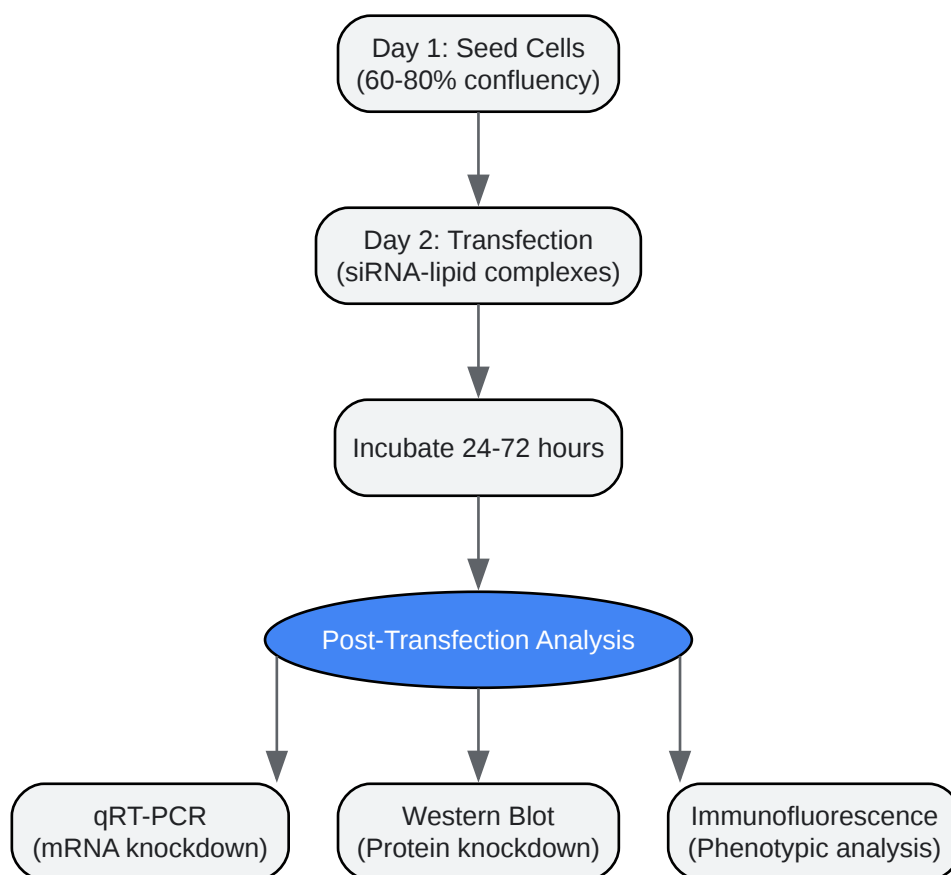 Day 1: Seed Cells
(60-80% confluency)
Day 2: Transfection
(siRNA-lipid complexes)
Incubate 24-72 hours
Post-Transfection Analysis
qRT-PCR
(mRNA knockdown)
Western Blot
(Protein knockdown)
Immunofluorescence
(Phenotypic analysis)